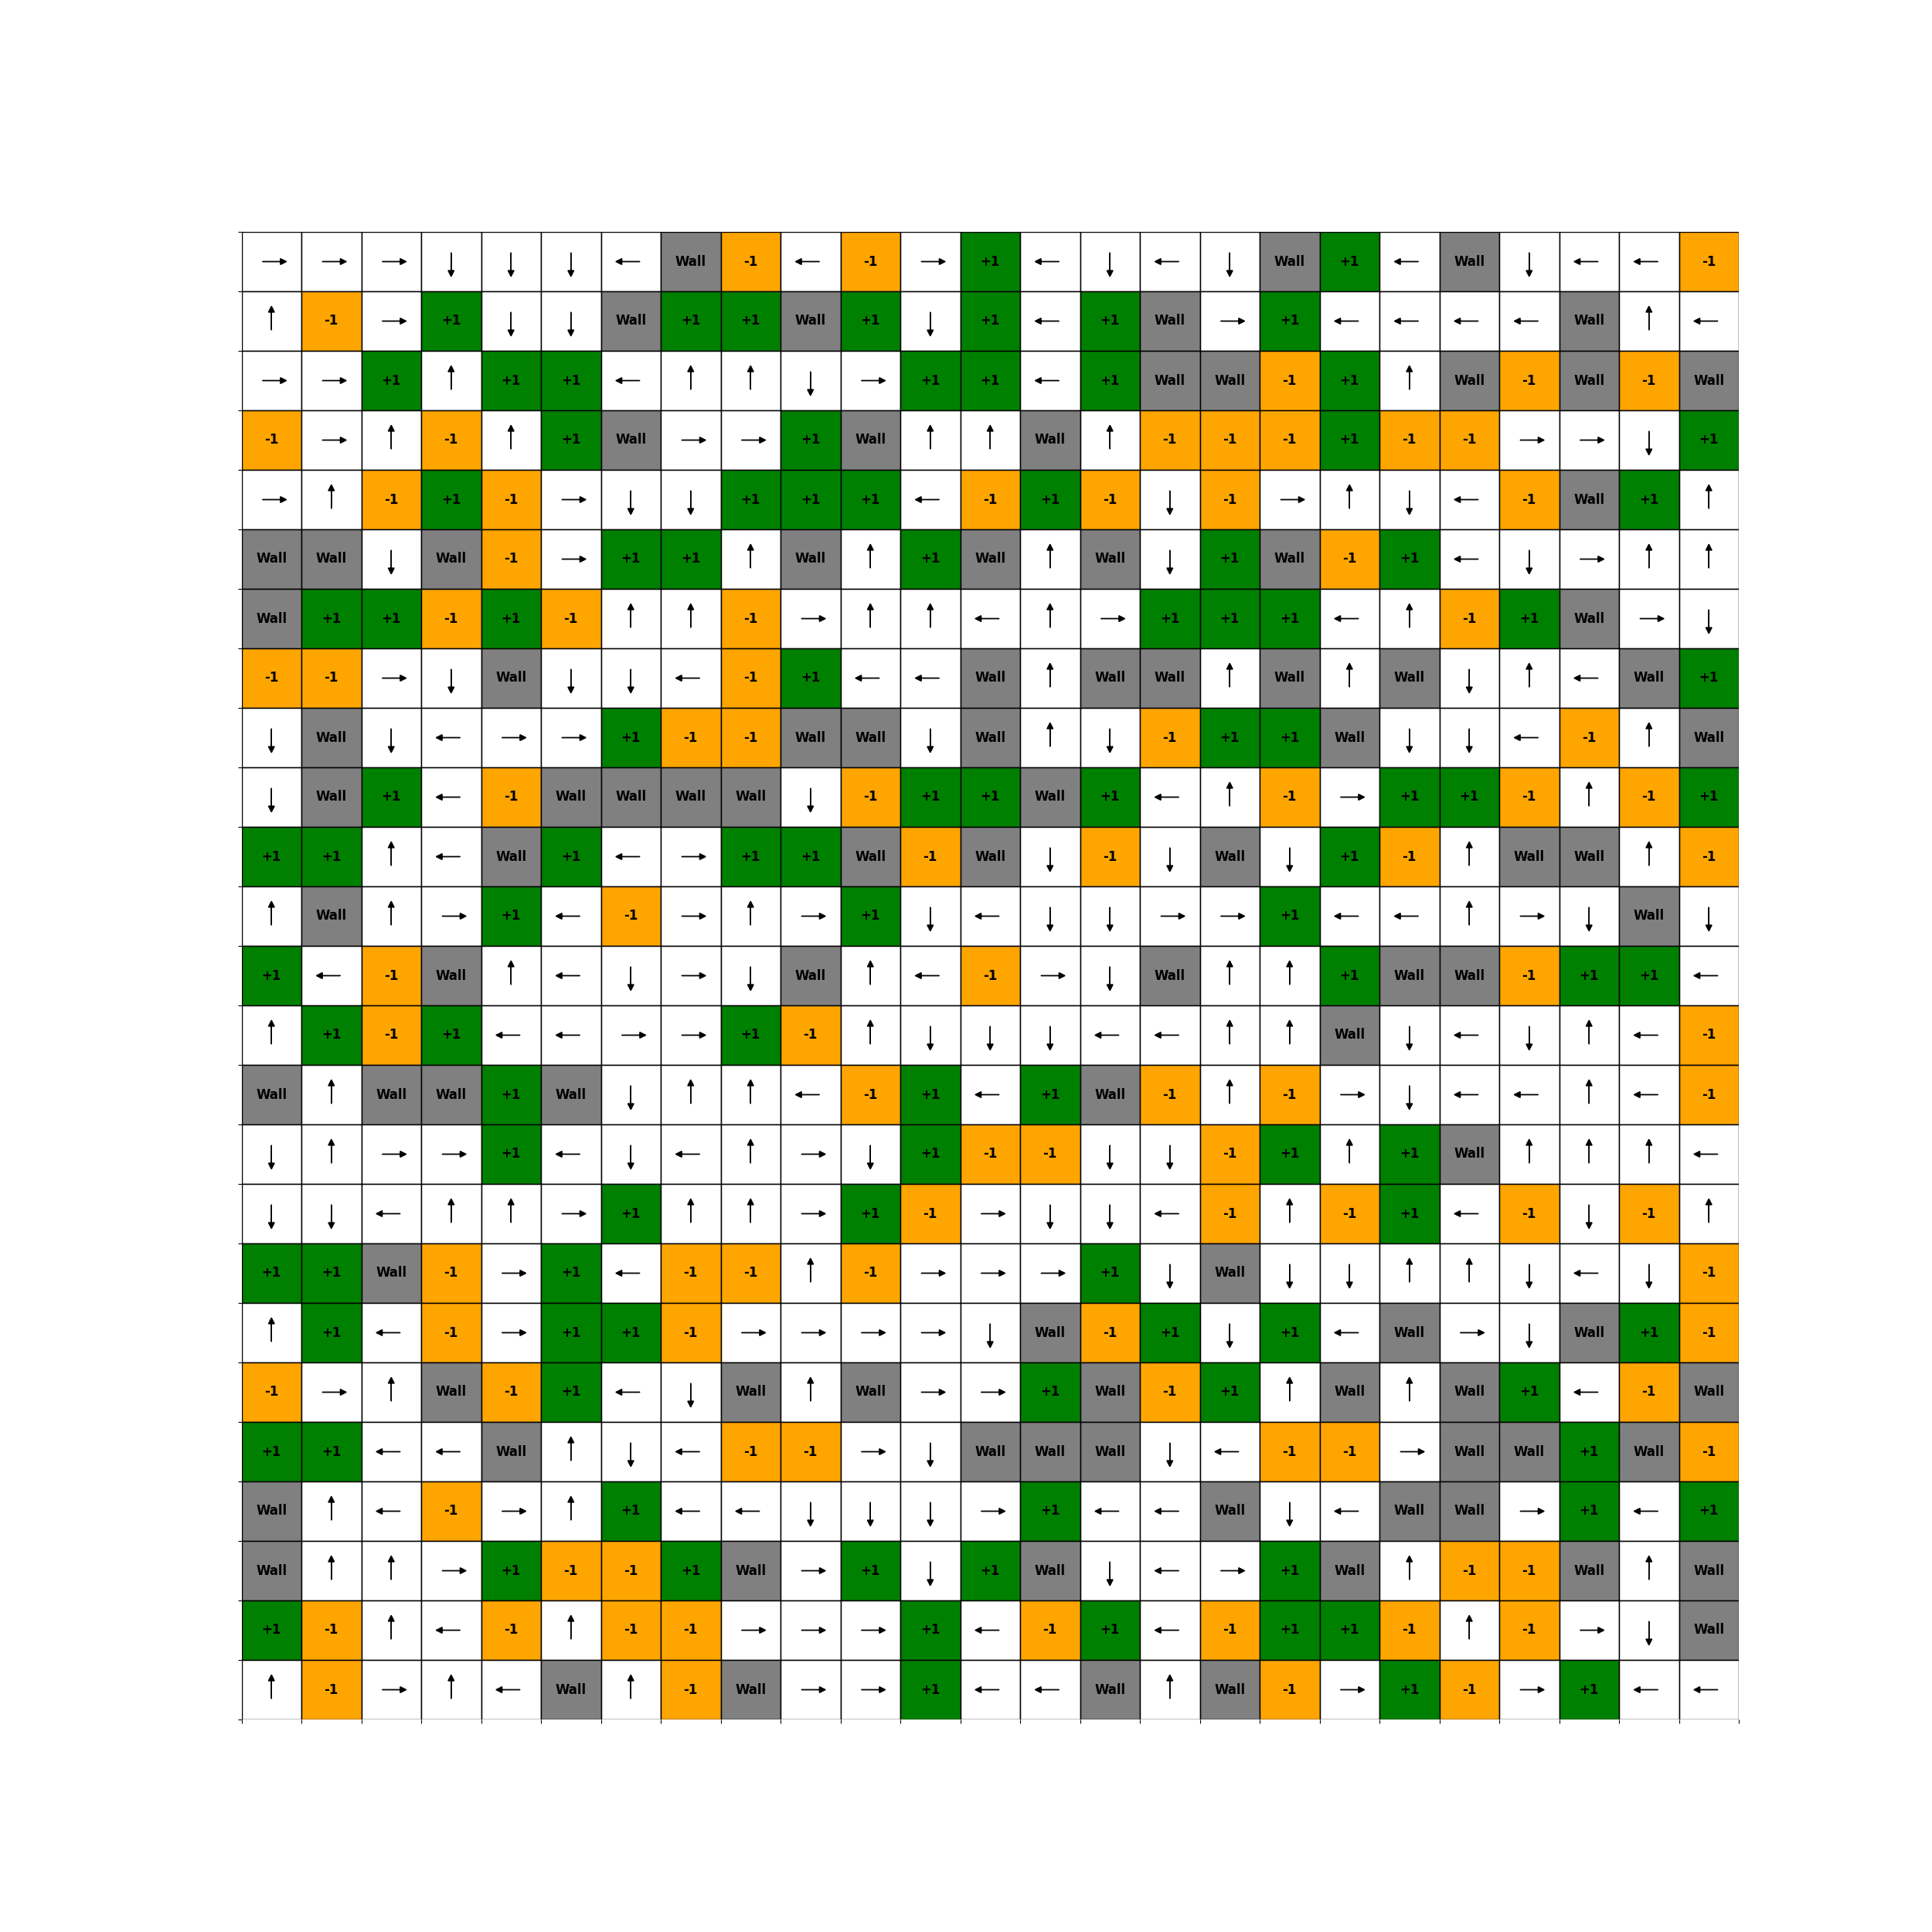 → → → ↓ ↓ ↓ ← Wall -1 ← -1 → +1 ← ↓ ← ↓ Wall +1 ← Wall ↓ ← ← -1
↑ -1 → +1 ↓ ↓ Wall +1 +1 Wall +1 ↓ +1 ← +1 Wall → +1 ← ← ← ← Wall ↑ ←
→ → +1 ↑ +1 +1 ← ↑ ↑ ↓ → +1 +1 ← +1 Wall Wall -1 +1 ↑ Wall -1 Wall -1 Wall
-1 → ↑ -1 ↑ +1 Wall → → +1 Wall ↑ ↑ Wall ↑ -1 -1 -1 +1 -1 -1 → → ↓ +1
→ ↑ -1 +1 -1 → ↓ ↓ +1 +1 +1 ← -1 +1 -1 ↓ -1 → ↑ ↓ ← -1 Wall +1 ↑
Wall Wall ↓ Wall -1 → +1 +1 ↑ Wall ↑ +1 Wall ↑ Wall ↓ +1 Wall -1 +1 ← ↓ → ↑ ↑
Wall +1 +1 -1 +1 -1 ↑ ↑ -1 → ↑ ↑ ← ↑ → +1 +1 +1 ← ↑ -1 +1 Wall → ↓
-1 -1 → ↓ Wall ↓ ↓ ← -1 +1 ← ← Wall ↑ Wall Wall ↑ Wall ↑ Wall ↓ ↑ ← Wall +1
↓ Wall ↓ ← → → +1 -1 -1 Wall Wall ↓ Wall ↑ ↓ -1 +1 +1 Wall ↓ ↓ ← -1 ↑ Wall
↓ Wall +1 ← -1 Wall Wall Wall Wall ↓ -1 +1 +1 Wall +1 ← ↑ -1 → +1 +1 -1 ↑ -1 +1
+1 +1 ↑ ← Wall +1 ← → +1 +1 Wall -1 Wall ↓ -1 ↓ Wall ↓ +1 -1 ↑ Wall Wall ↑ -1
↑ Wall ↑ → +1 ← -1 → ↑ → +1 ↓ ← ↓ ↓ → → +1 ← ← ↑ → ↓ Wall ↓
+1 ← -1 Wall ↑ ← ↓ → ↓ Wall ↑ ← -1 → ↓ Wall ↑ ↑ +1 Wall Wall -1 +1 +1 ←
↑ +1 -1 +1 ← ← → → +1 -1 ↑ ↓ ↓ ↓ ← ← ↑ ↑ Wall ↓ ← ↓ ↑ ← -1
Wall ↑ Wall Wall +1 Wall ↓ ↑ ↑ ← -1 +1 ← +1 Wall -1 ↑ -1 → ↓ ← ← ↑ ← -1
↓ ↑ → → +1 ← ↓ ← ↑ → ↓ +1 -1 -1 ↓ ↓ -1 +1 ↑ +1 Wall ↑ ↑ ↑ ←
↓ ↓ ← ↑ ↑ → +1 ↑ ↑ → +1 -1 → ↓ ↓ ← -1 ↑ -1 +1 ← -1 ↓ -1 ↑
+1 +1 Wall -1 → +1 ← -1 -1 ↑ -1 → → → +1 ↓ Wall ↓ ↓ ↑ ↑ ↓ ← ↓ -1
↑ +1 ← -1 → +1 +1 -1 → → → → ↓ Wall -1 +1 ↓ +1 ← Wall → ↓ Wall +1 -1
-1 → ↑ Wall -1 +1 ← ↓ Wall ↑ Wall → → +1 Wall -1 +1 ↑ Wall ↑ Wall +1 ← -1 Wall
+1 +1 ← ← Wall ↑ ↓ ← -1 -1 → ↓ Wall Wall Wall ↓ ← -1 -1 → Wall Wall +1 Wall -1
Wall ↑ ← -1 → ↑ +1 ← ← ↓ ↓ ↓ → +1 ← ← Wall ↓ ← Wall Wall → +1 ← +1
Wall ↑ ↑ → +1 -1 -1 +1 Wall → +1 ↓ +1 Wall ↓ ← → +1 Wall ↑ -1 -1 Wall ↑ Wall
+1 -1 ↑ ← -1 ↑ -1 -1 → → → +1 ← -1 +1 ← -1 +1 +1 -1 ↑ -1 → ↓ Wall
↑ -1 → ↑ ← Wall ↑ -1 Wall → → +1 ← ← Wall ↑ Wall -1 → +1 -1 → +1 ← ←